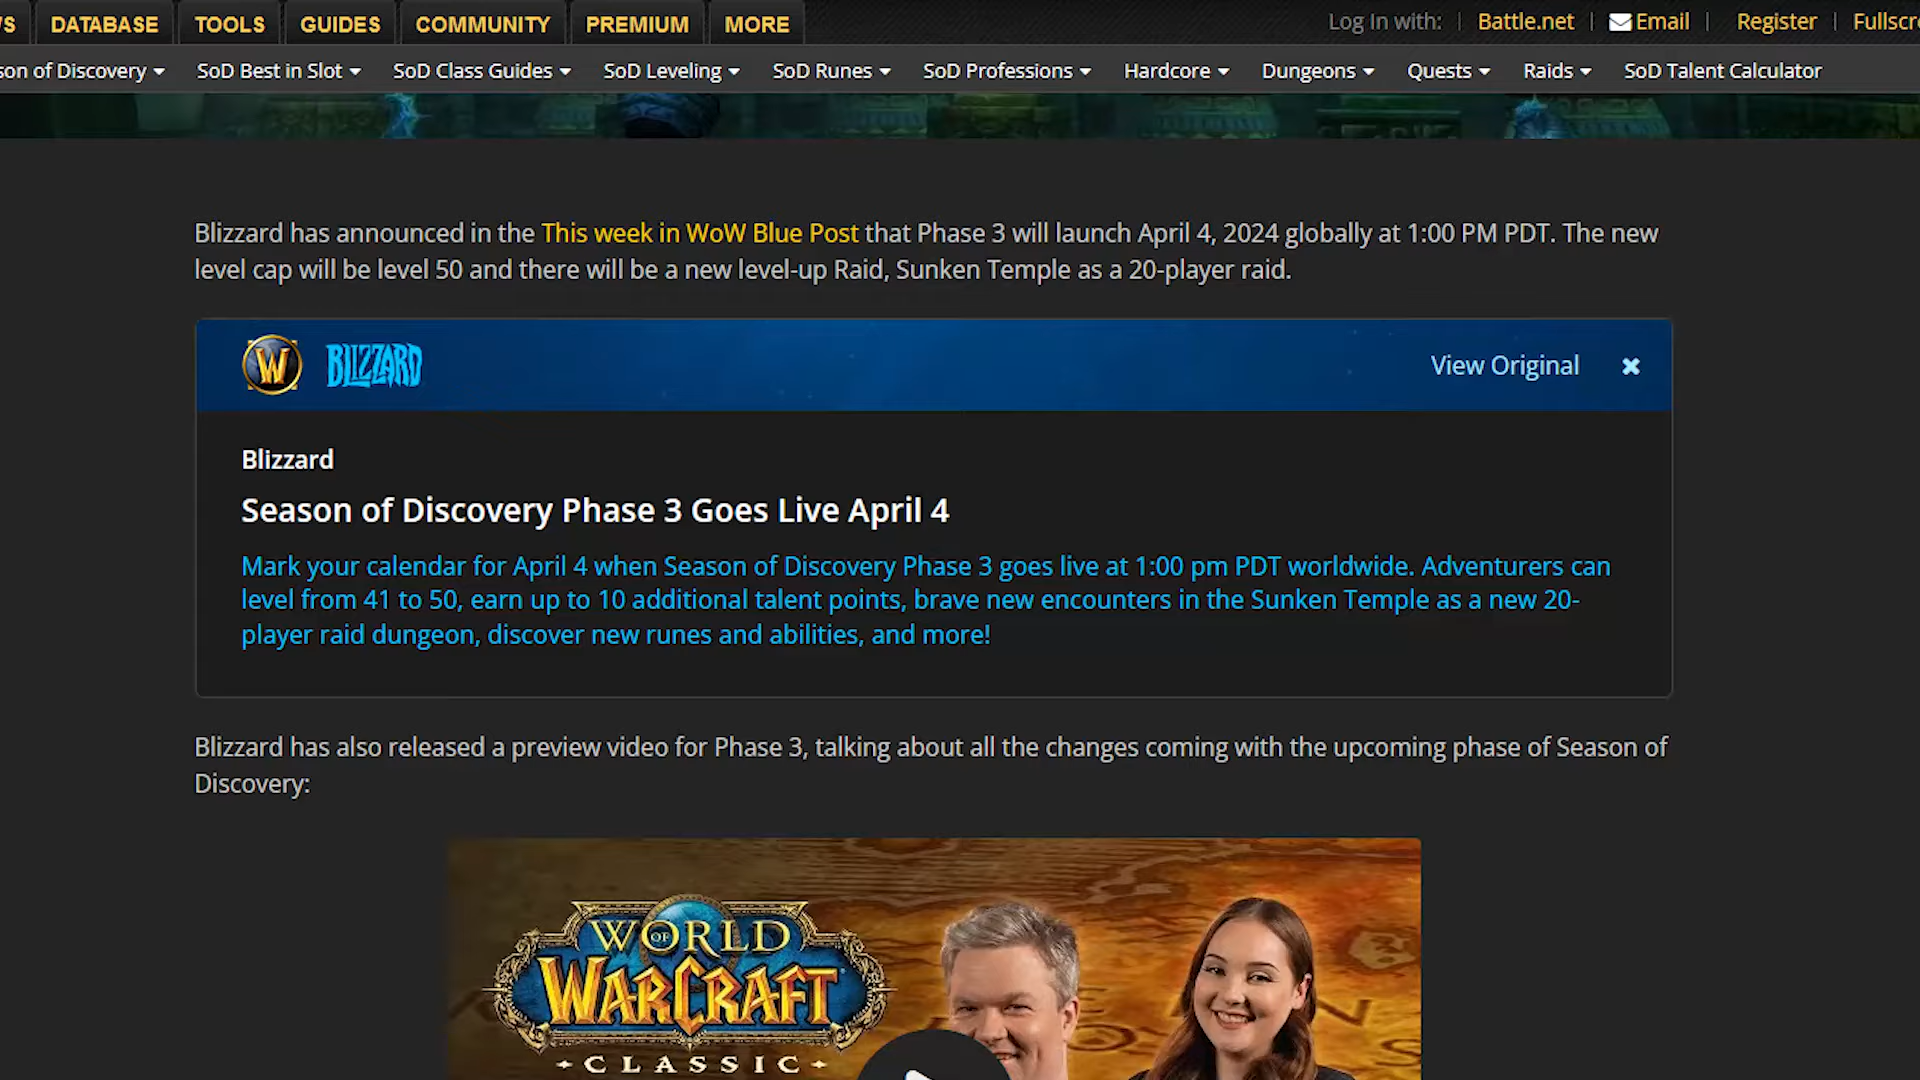 S DATABASE TOOLS GUIDES COMMUNITY PREMIUM MORE Log In with: Battle.net Email Register Fullscre
son of Discovery SoD Best in Slot SoD Class Guides SoD Leveling SoD Runes SoD Professions Hardcore Dungeons Quests Raids SoD Talent Calculator
Blizzard has announced in the This week in WoW Blue Post that Phase 3 will launch April 4, 2024 globally at 1:00 PM PDT. The new
level cap will be level 50 and there will be a new level-up Raid, Sunken Temple as a 20-player raid.
W BLIZZARD View Original
Blizzard
Season of Discovery Phase 3 Goes Live April 4
Mark your calendar for April 4 when Season of Discovery Phase 3 goes live at 1:00 pm PDT worldwide. Adventurers can
level from 41 to 50, earn up to 10 additional talent points, brave new encounters in the Sunken Temple as a new 20-
player raid dungeon, discover new runes and abilities, and more!
Blizzard has also released a preview video for Phase 3, talking about all the changes coming with the upcoming phase of Season of
Discovery:
WORLD
OF
WARCRAFT
CLASSIC